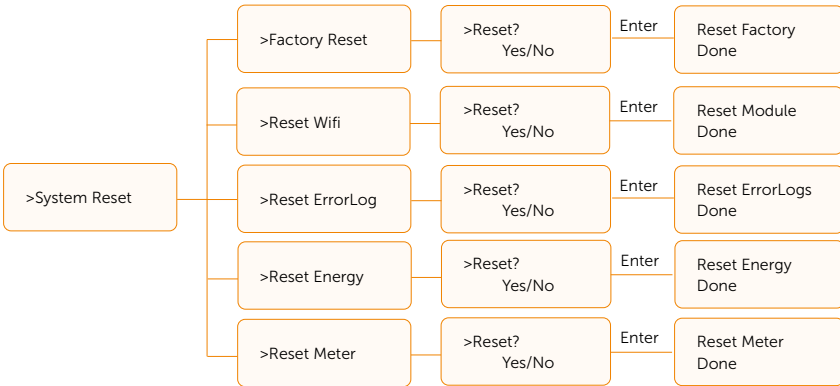 >System Reset
>Factory Reset
>Reset?
Yes/No
Enter
Reset Factory
Done
>Reset Wifi
>Reset?
Yes/No
Enter
Reset Module
Done
>Reset ErrorLog
>Reset?
Yes/No
Enter
Reset ErrorLogs
Done
>Reset Energy
>Reset?
Yes/No
Enter
Reset Energy
Done
>Reset Meter
>Reset?
Yes/No
Enter
Reset Meter
Done